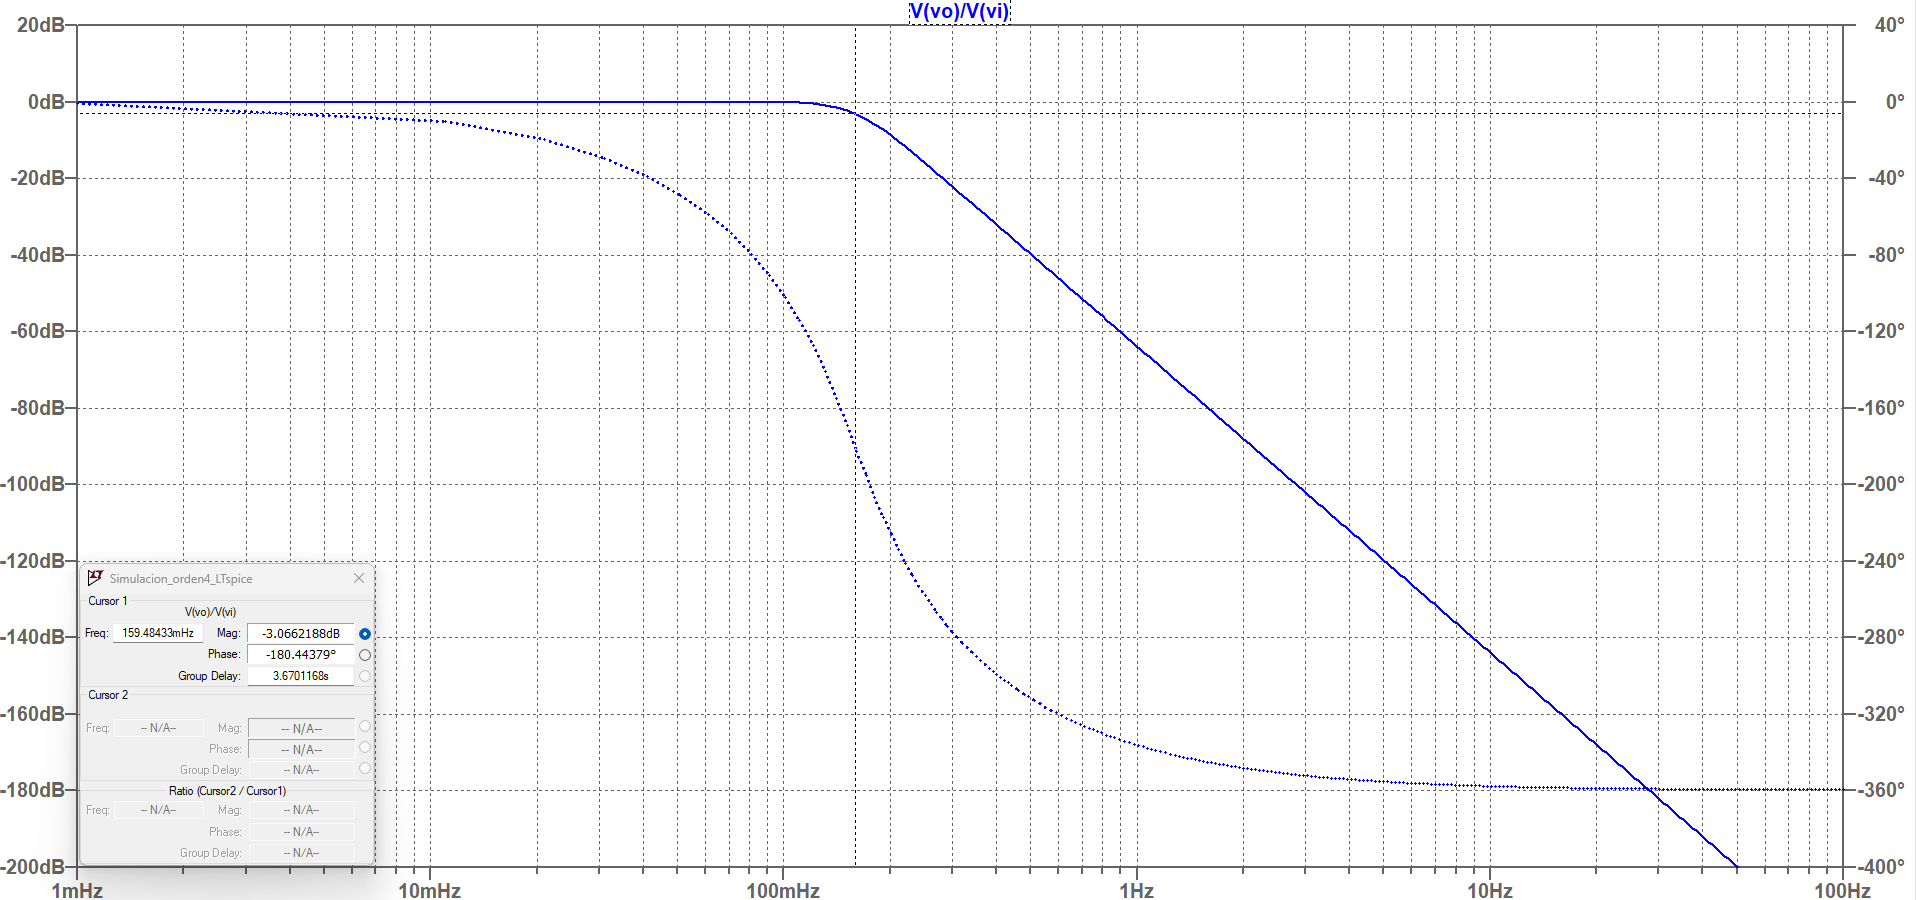 V(vo)/V(vi)
20dB
0dB
-20dB
-40dB
-60dB
-80dB
-100dB
-120dB
-140dB
-160dB
-180dB
-200dB
40°
0°
-40°
-80°
-120°
-160°
-200°
-240°
-280°
-320°
-360°
-400°
1mHz 10mHz 100mHz 1Hz 10Hz 100Hz
Simulacion_orden4_LTspice
Cursor 1
V(vo)/V(vi)
Freq: 159.48433mHz Mag: -3.0662188dB
Phase: -180.44379°
Group Delay: 3.6701168s
Cursor 2
Freq: -- N/A-- Mag: -- N/A--
Phase: -- N/A--
Group Delay: -- N/A--
Ratio (Cursor2 / Cursor1)
Freq: -- N/A-- Mag: -- N/A--
Phase: -- N/A--
Group Delay: -- N/A--